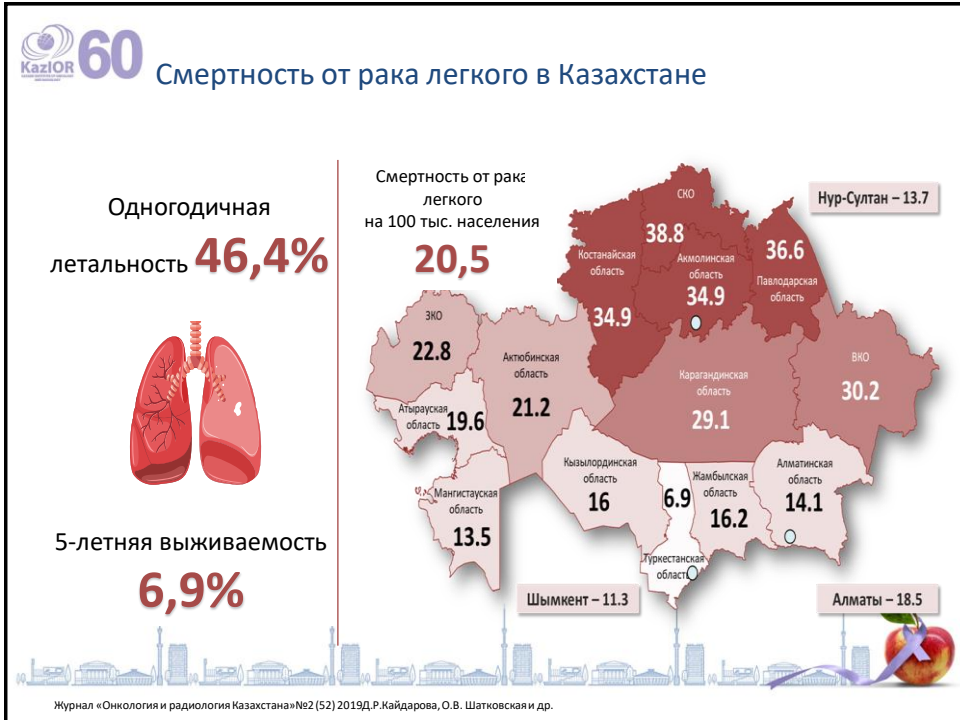 KazIOR 60
Смертность от рака легкого в Казахстане
Одногодичная
летальность 46,4%
5-летняя выживаемость
6,9%
Смертность от рака
легкого
на 100 тыс. населения
20,5
Нур-Султан – 13.7
СКО
38.8
Костанайская
область
34.9
Акмолинская
область
34.9
36.6
Павлодарская
область
ЗКО
22.8
Актюбинская
область
21.2
Карагандинская
область
29.1
ВКО
30.2
Атырауская
область 19.6
Мангистауская
область
13.5
Кызылординская
область
16
6.9
Туркестанская
область
Жамбылская
область
16.2
Алматинская
область
14.1
Шымкент – 11.3
Алматы – 18.5
Журнал «Онкология и радиология Казахстана»№2 (52) 2019Д.Р.Кайдарова, О.В. Шатковская и др.